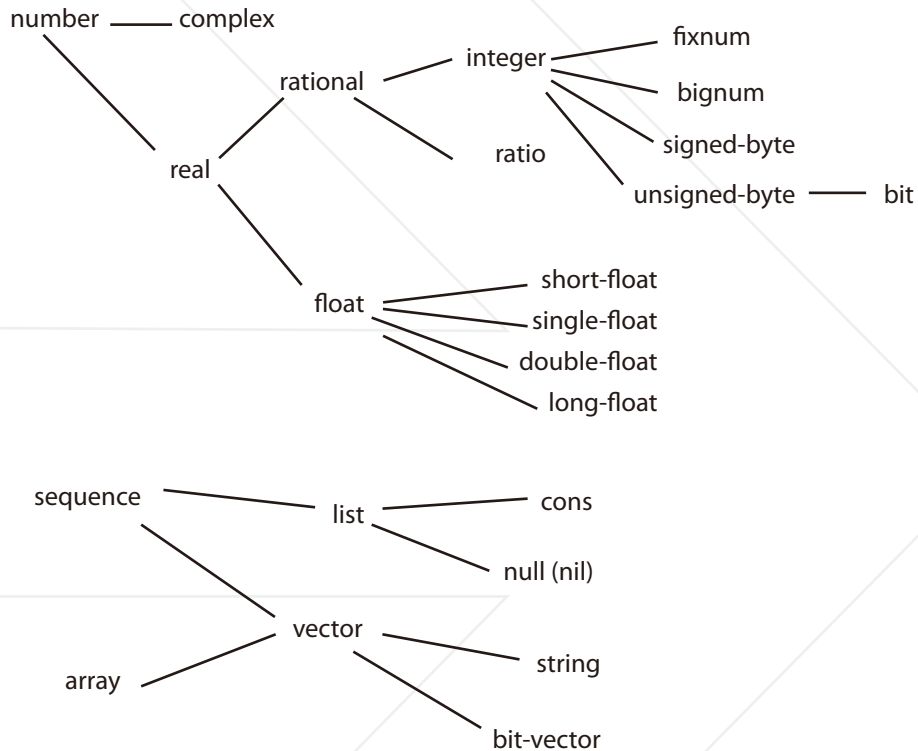 number complex
fixnum
integer
rational
bignum
signed-byte
ratio
real
unsigned-byte bit
short-float
float
single-float
double-float
long-float
sequence
cons
list
null (nil)
vector
string
array
bit-vector